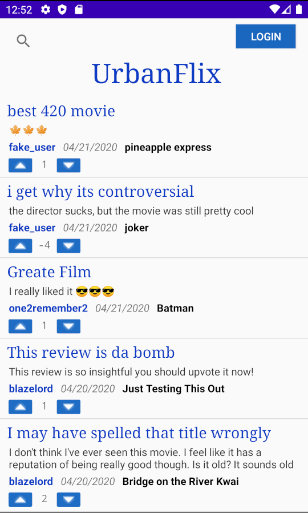 12:52
LOGIN
UrbanFlix
best 420 movie
🍁🍁🍁
fake_user 04/21/2020 pineapple express
1
i get why its controversial
the director sucks, but the movie was still pretty cool
fake_user 04/21/2020 joker
-4
Greate Film
I really liked it 😎😎😎
one2remember2 04/21/2020 Batman
1
This review is da bomb
This review is so insightful you should upvote it now!
blazelord 04/20/2020 Just Testing This Out
1
I may have spelled that title wrongly
I don't think I've ever seen this movie. I feel like it has a
reputation of being really good though. Is it old? It sounds old
blazelord 04/20/2020 Bridge on the River Kwai
2